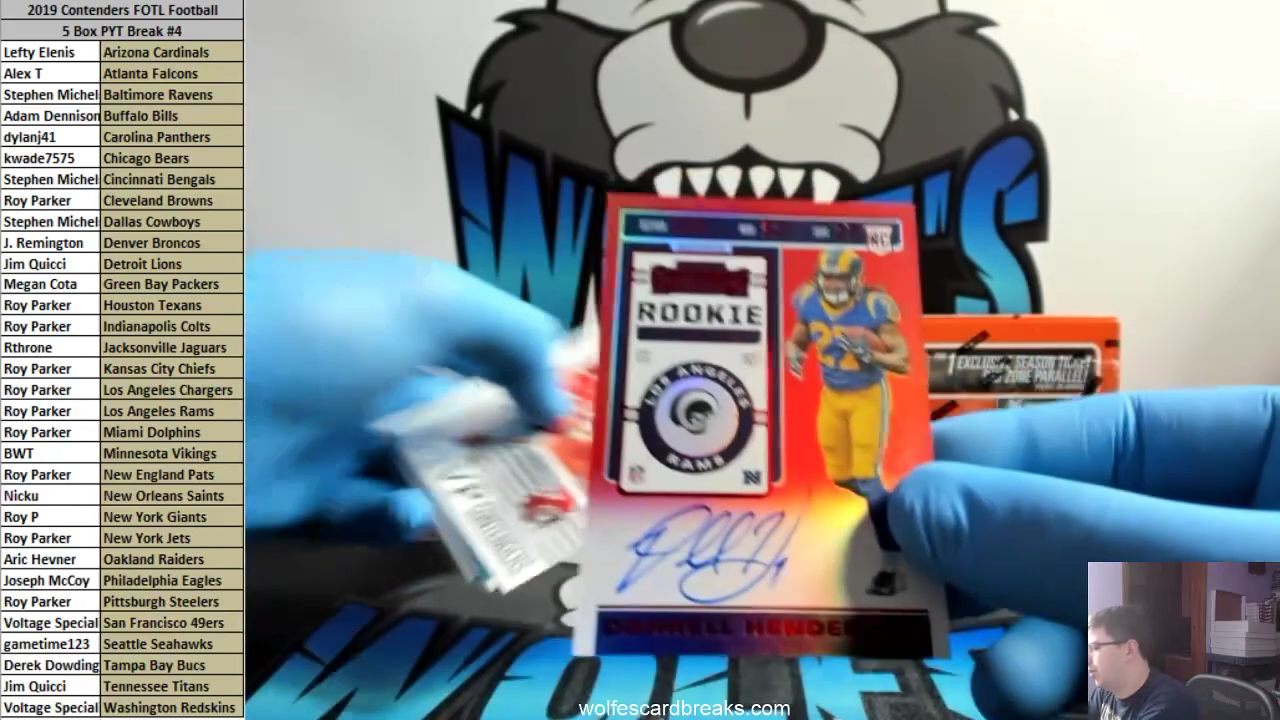 2019 Contenders FOTL Football
5 Box PYT Break #4
Lefty Elenis Arizona Cardinals
Alex T Atlanta Falcons
Stephen Michel Baltimore Ravens
Adam Dennison Buffalo Bills
dylanj41 Carolina Panthers
kwade7575 Chicago Bears
Stephen Michel Cincinnati Bengals
Roy Parker Cleveland Browns
Stephen Michel Dallas Cowboys
J. Remington Denver Broncos
Jim Quicci Detroit Lions
Megan Cota Green Bay Packers
Roy Parker Houston Texans
Roy Parker Indianapolis Colts
Rthrone Jacksonville Jaguars
Roy Parker Kansas City Chiefs
Roy Parker Los Angeles Chargers
Roy Parker Los Angeles Rams
Roy Parker Miami Dolphins
BWT Minnesota Vikings
Roy Parker New England Pats
Nicku New Orleans Saints
Roy P New York Giants
Roy Parker New York Jets
Aric Hevner Oakland Raiders
Joseph McCoy Philadelphia Eagles
Roy Parker Pittsburgh Steelers
Voltage Special San Francisco 49ers
gametime123 Seattle Seahawks
Derek Dowding Tampa Bay Bucs
Jim Quicci Tennessee Titans
Voltage Special Washington Redskins
ROOKIE
LOS ANGELES
RAMS
27
DARRELL HENDE
1 EXCLUSIVE SEASON TICKET
ZONE PARALLEL!
wolfescardbreaks.com